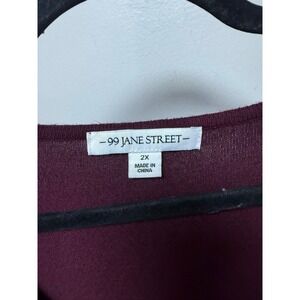 – 99 JANE STREET –
2X
MADE IN
CHINA